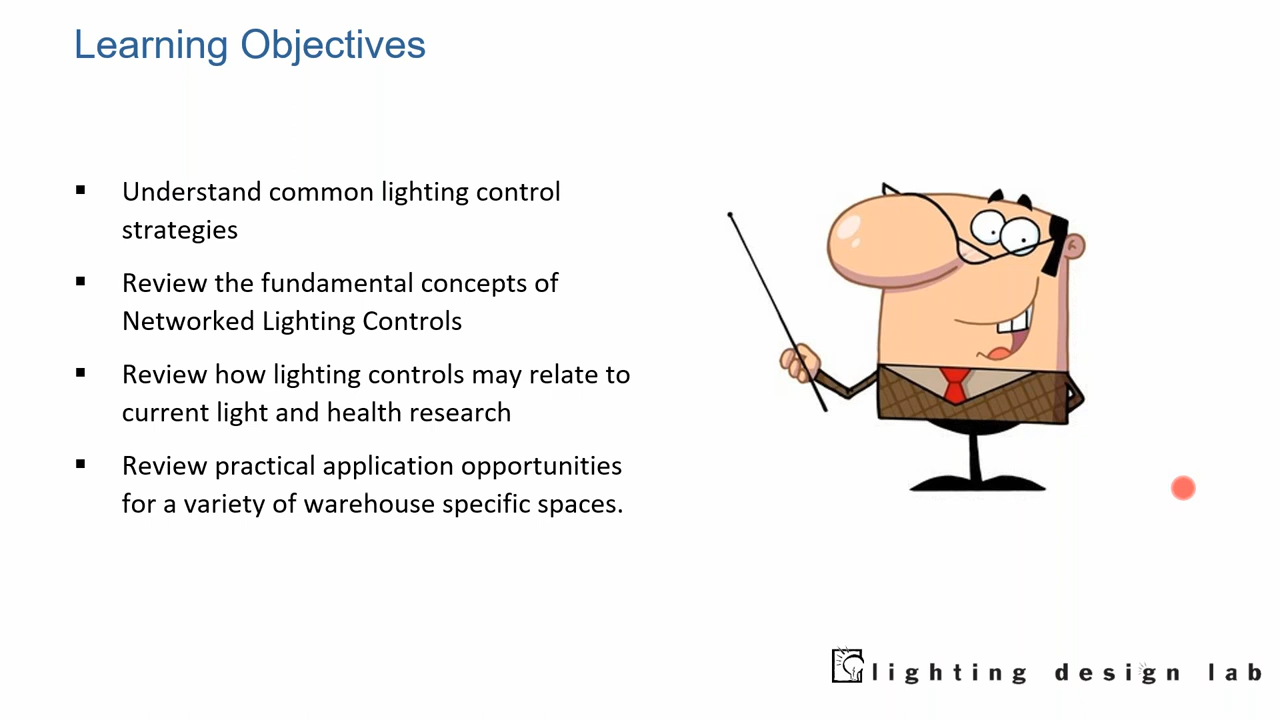 Learning Objectives
▪ Understand common lighting control
strategies
▪ Review the fundamental concepts of
Networked Lighting Controls
▪ Review how lighting controls may relate to
current light and health research
▪ Review practical application opportunities
for a variety of warehouse specific spaces.
lighting design lab